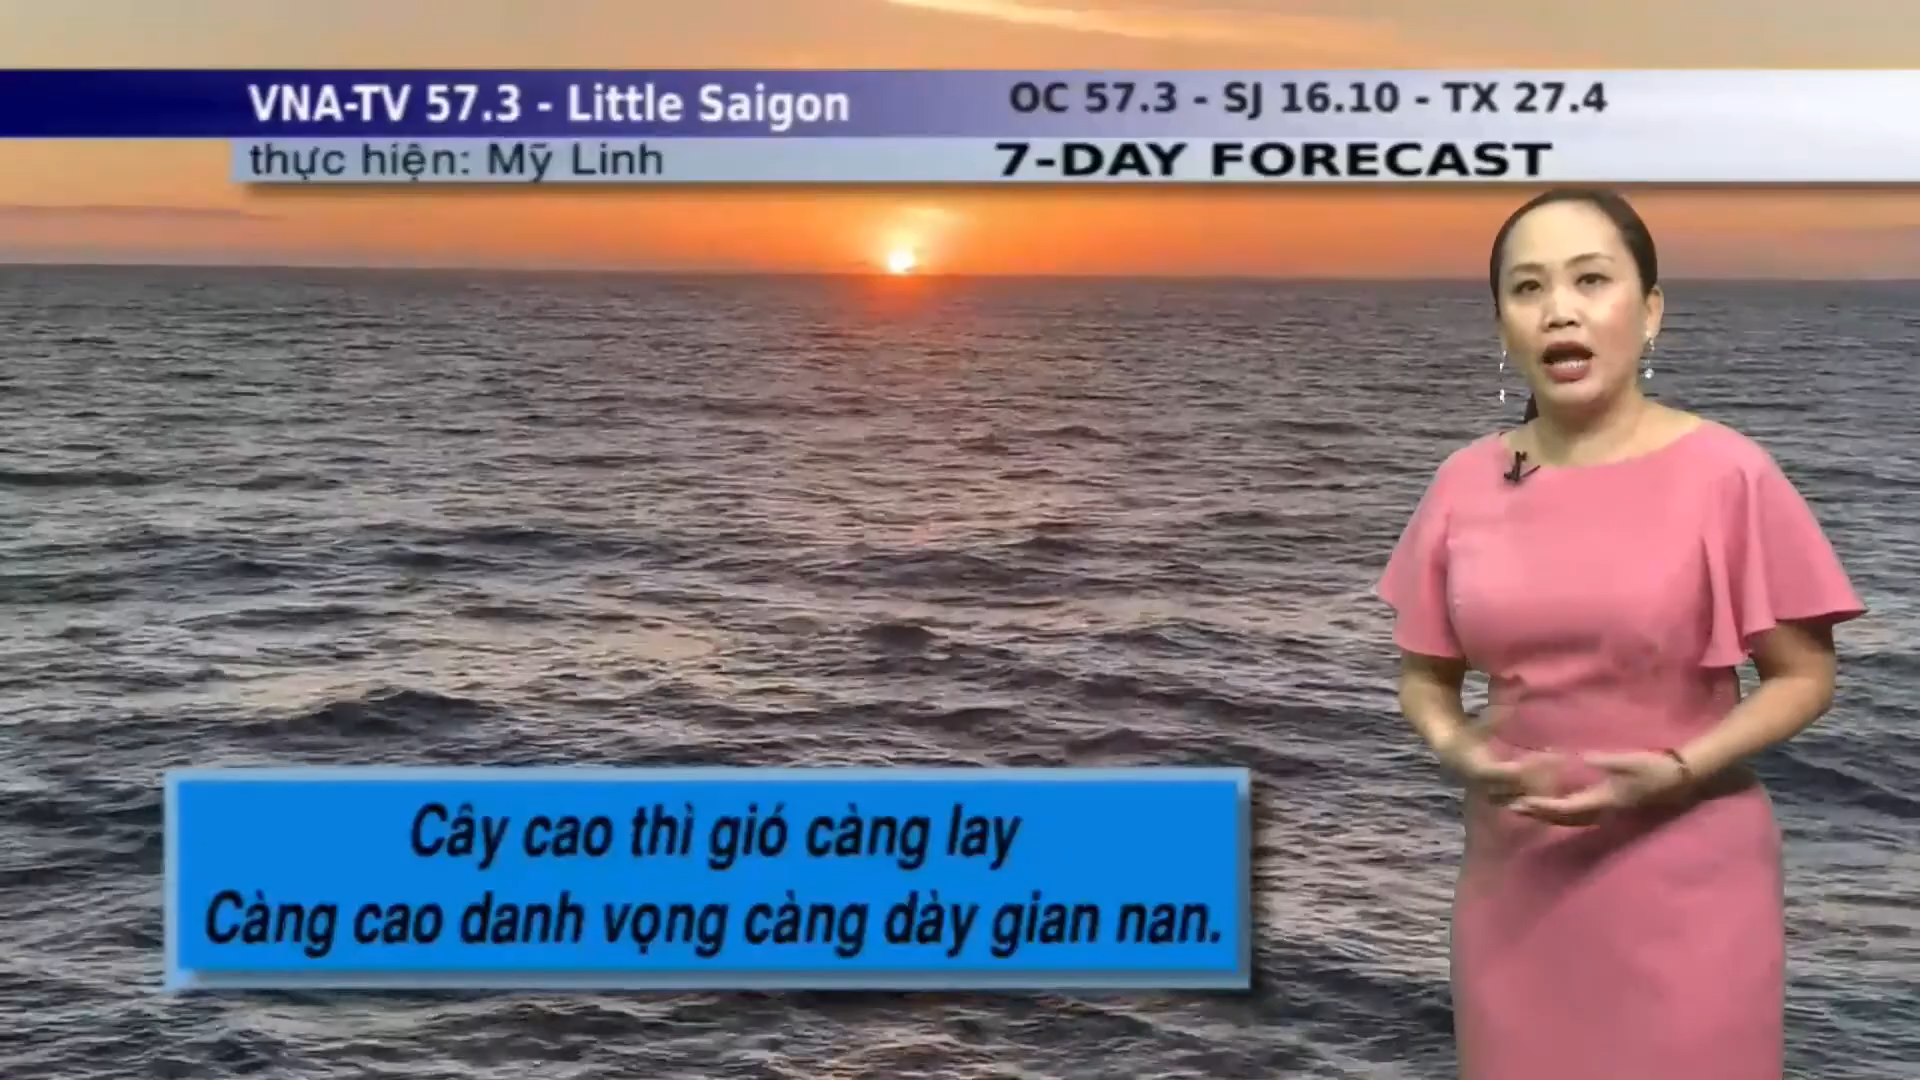 VNA-TV 57.3 - Little Saigon
OC 57.3 - SJ 16.10 - TX 27.4
thực hiện: Mỹ Linh
7-DAY FORECAST
Cây cao thì gió càng lay
Càng cao danh vọng càng dày gian nan.